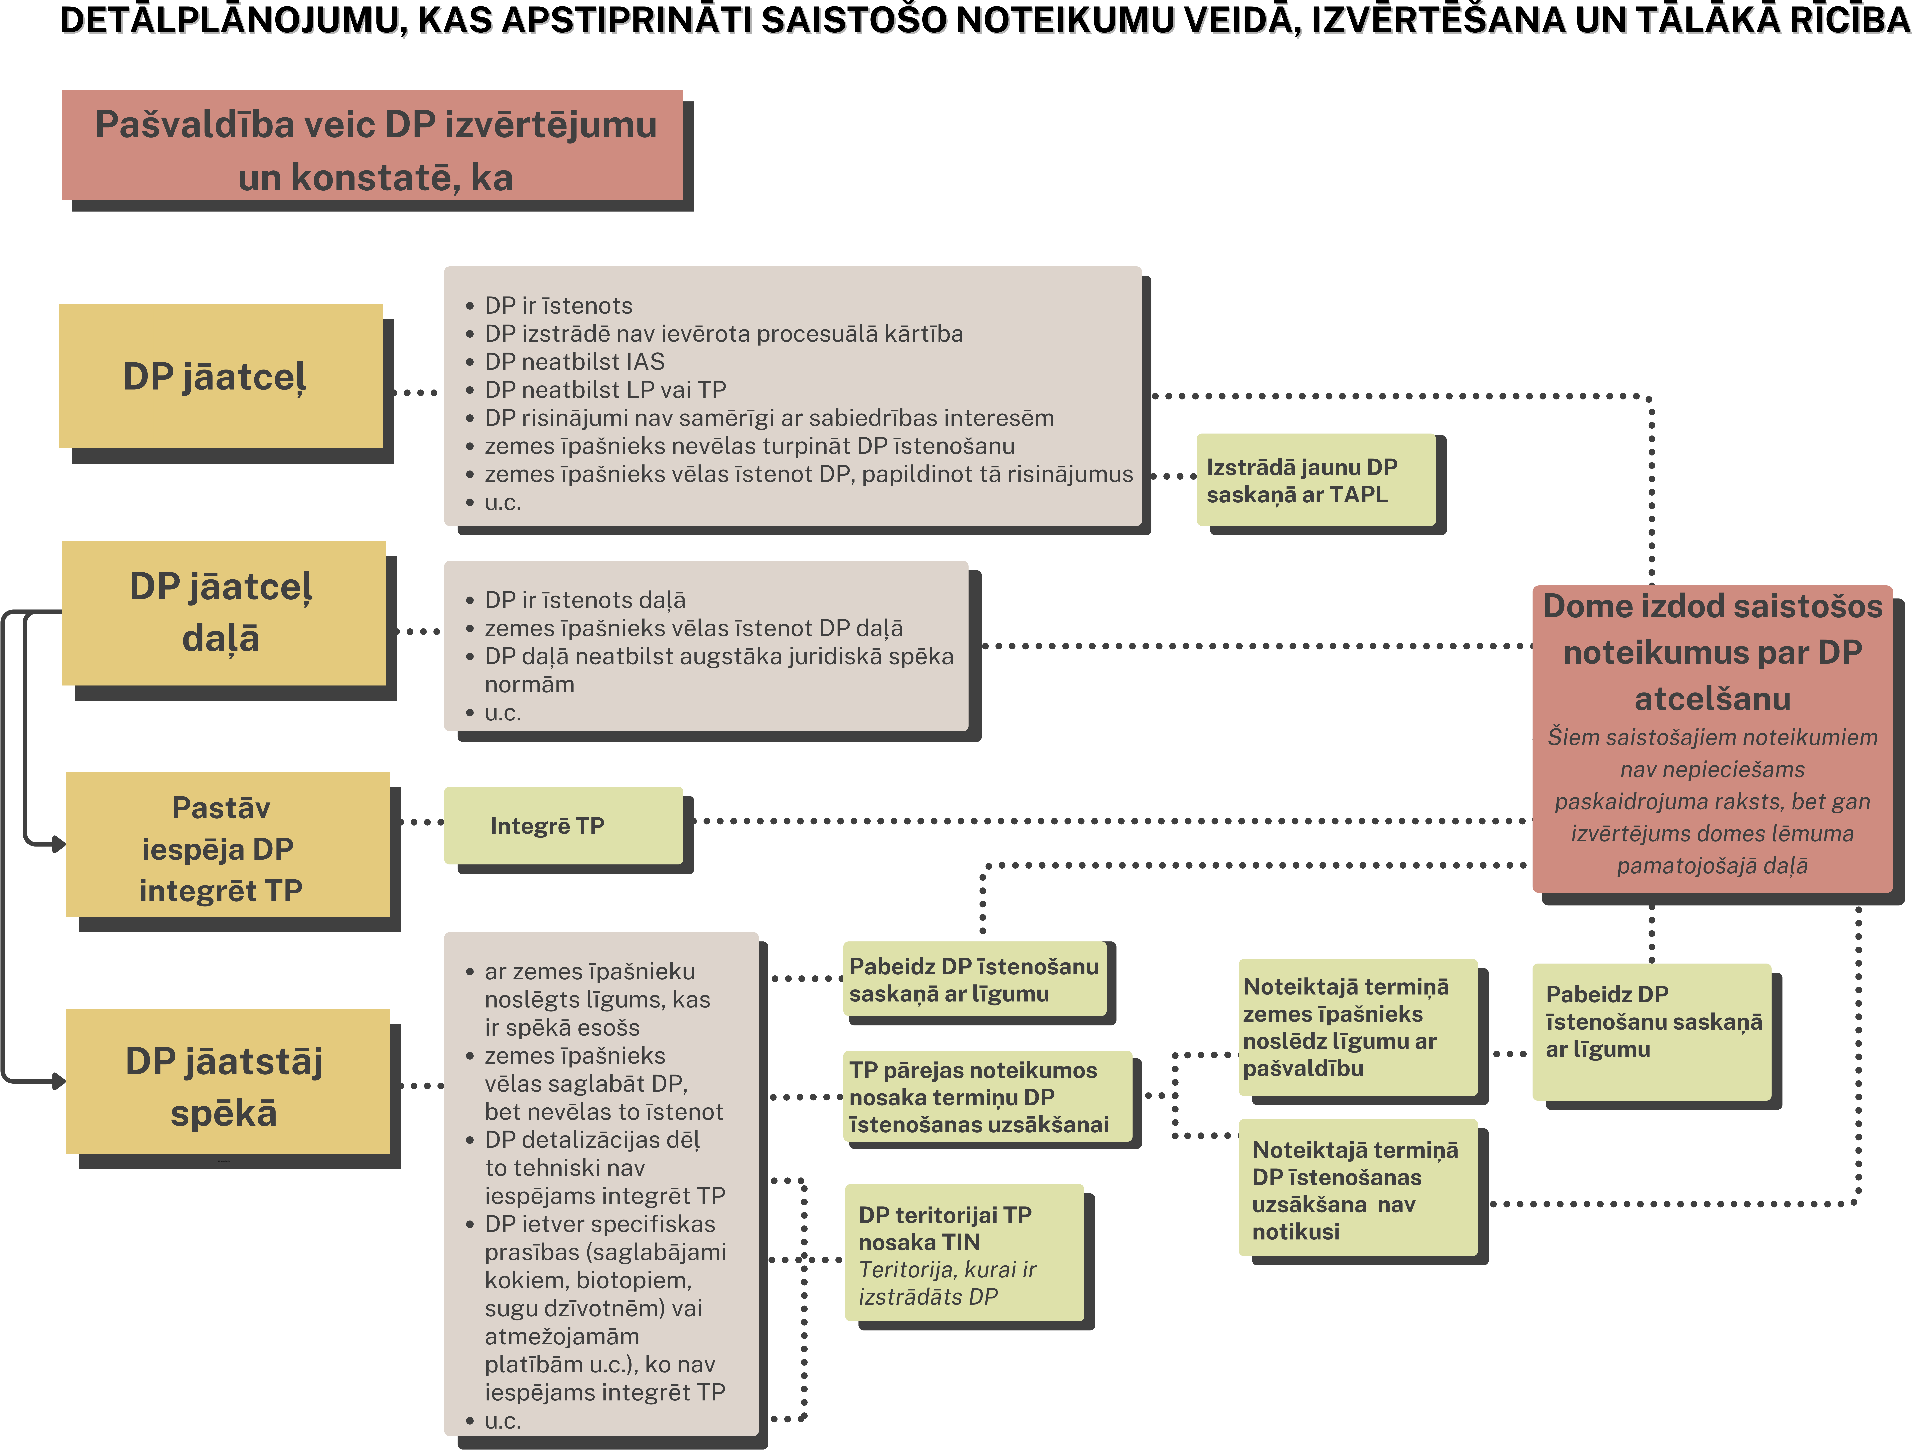 DETĀLPLĀNOJUMU, KAS APSTIPRINĀTI SAISTOŠO NOTEIKUMU VEIDĀ, IZVĒRTĒŠANA UN TĀLĀKĀ RĪCĪBA
Pašvaldība veic DP izvērtējumu
un konstatē, ka
DP jāatceļ
• DP ir īstenots
• DP izstrādē nav ievērota procesuālā kārtība
• DP neatbilst IAS
• DP neatbilst LP vai TP
• DP risinājumi nav samērīgi ar sabiedrības interesēm
• zemes īpašnieks nevēlas turpināt DP īstenošanu
• zemes īpašnieks vēlas īstenot DP, papildinot tā risinājumus
• u.c.
Izstrādā jaunu DP
saskaņā ar TAPL
DP jāatceļ
daļā
• DP ir īstenots daļā
• zemes īpašnieks vēlas īstenot DP daļā
• DP daļā neatbilst augstāka juridiskā spēka
normām
• u.c.
Dome izdod saistošos
noteikumus par DP
atcelšanu
Šiem saistošajiem noteikumiem
nav nepieciešams
paskaidrojuma raksts, bet gan
izvērtējums domes lēmuma
pamatojošajā daļā
Pastāv
iespēja DP
integrēt TP
Integrē TP
DP jāatstāj
spēkā
• ar zemes īpašnieku
noslēgts līgums, kas
ir spēkā esošs
• zemes īpašnieks
vēlas saglabāt DP,
bet nevēlas to īstenot
• DP detalizācijas dēļ
to tehniski nav
iespējams integrēt TP
• DP ietver specifiskas
prasības (saglabājami
kokiem, biotopiem,
sugu dzīvotnēm) vai
atmežojamām
platībām u.c.), ko nav
iespējams integrēt TP
• u.c.
Pabeidz DP īstenošanu
saskaņā ar līgumu
TP pārejas noteikumos
nosaka termiņu DP
īstenošanas uzsākšanai
DP teritorijai TP
nosaka TIN
Teritorija, kurai ir
izstrādāts DP
Noteiktajā termiņā
zemes īpašnieks
noslēdz līgumu ar
pašvaldību
Noteiktajā termiņā
DP īstenošanas
uzsākšana nav
notikusi
Pabeidz DP
īstenošanu saskaņā
ar līgumu